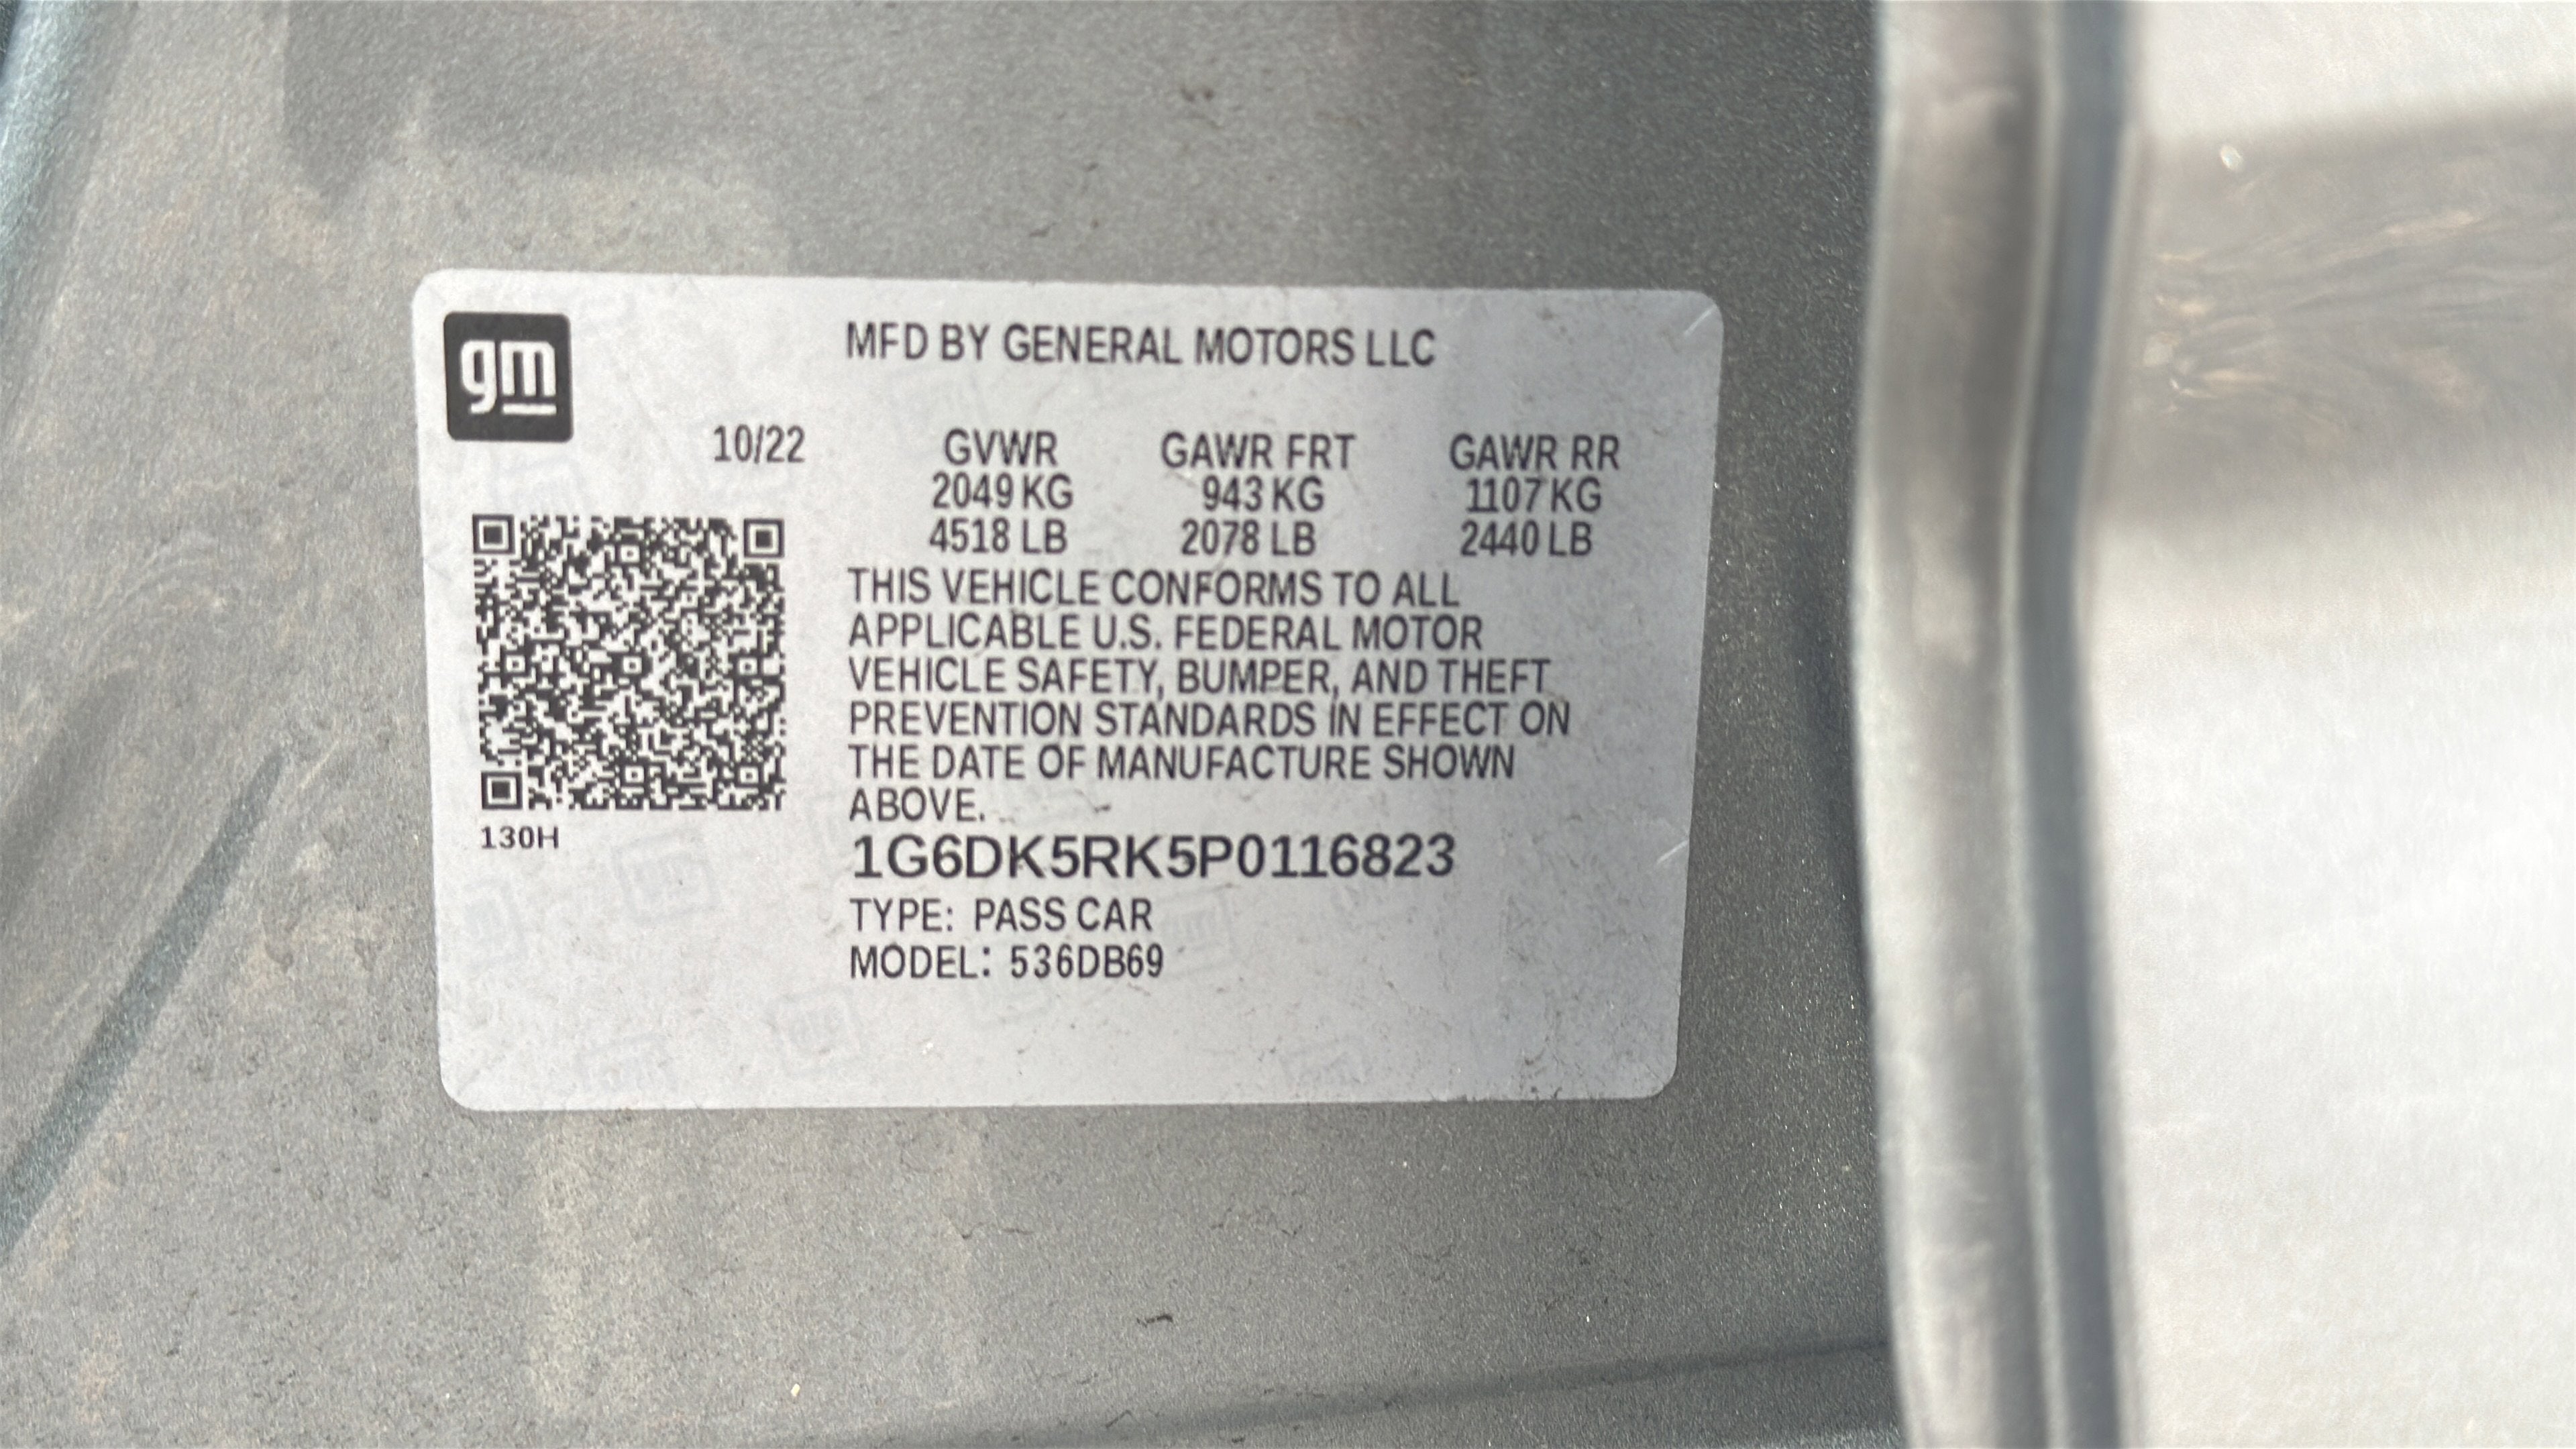 gm
MFD BY GENERAL MOTORS LLC
10/22 GVWR GAWR FRT GAWR RR
2049 KG 943 KG 1107 KG
4518 LB 2078 LB 2440 LB
THIS VEHICLE CONFORMS TO ALL
APPLICABLE U.S. FEDERAL MOTOR
VEHICLE SAFETY, BUMPER, AND THEFT
PREVENTION STANDARDS IN EFFECT ON
THE DATE OF MANUFACTURE SHOWN
ABOVE.
130H
1G6DK5RK5P0116823
TYPE: PASS CAR
MODEL: 536DB69